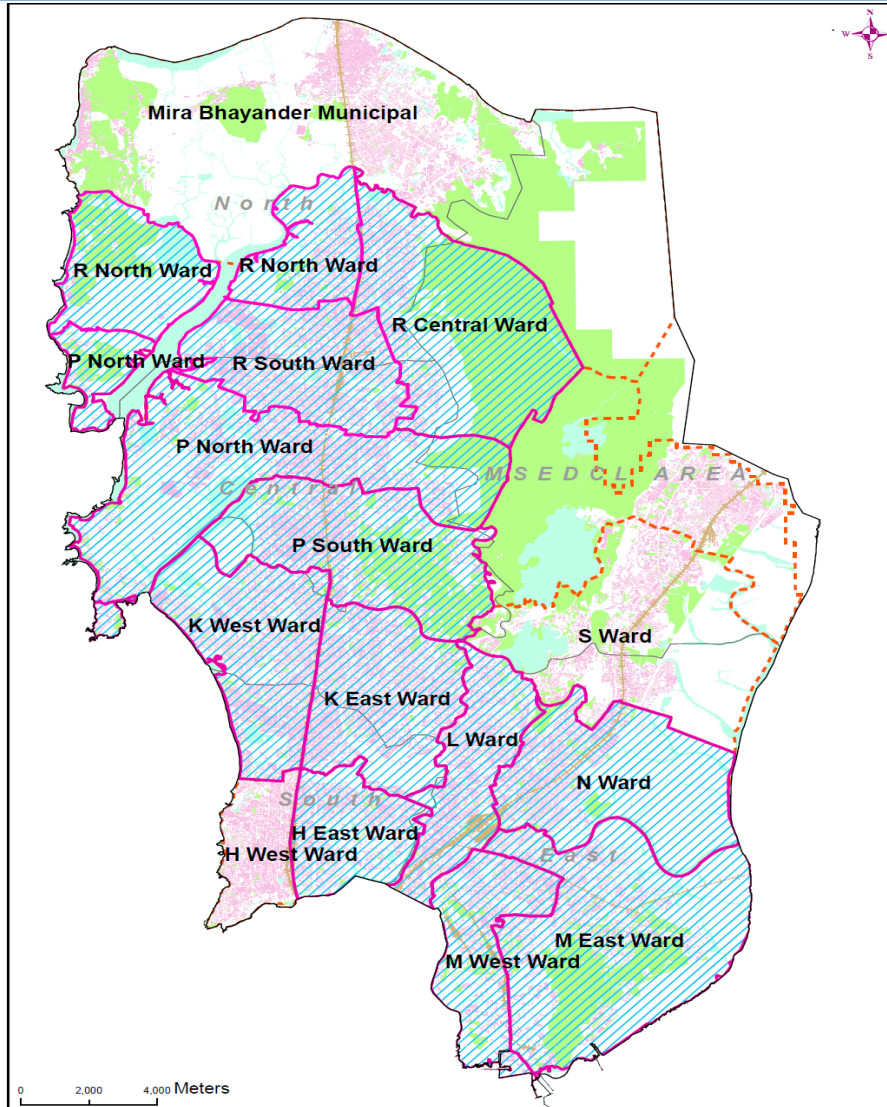 N
W E
S
Mira Bhayander Municipal
North
R North Ward
R North Ward
R Central Ward
P North Ward
R South Ward
P North Ward
MSEDCL AREA
Central
P South Ward
K West Ward
S Ward
K East Ward
L Ward
N Ward
South
H East Ward
H West Ward
East
M East Ward
M West Ward
0 2,000 4,000 Meters